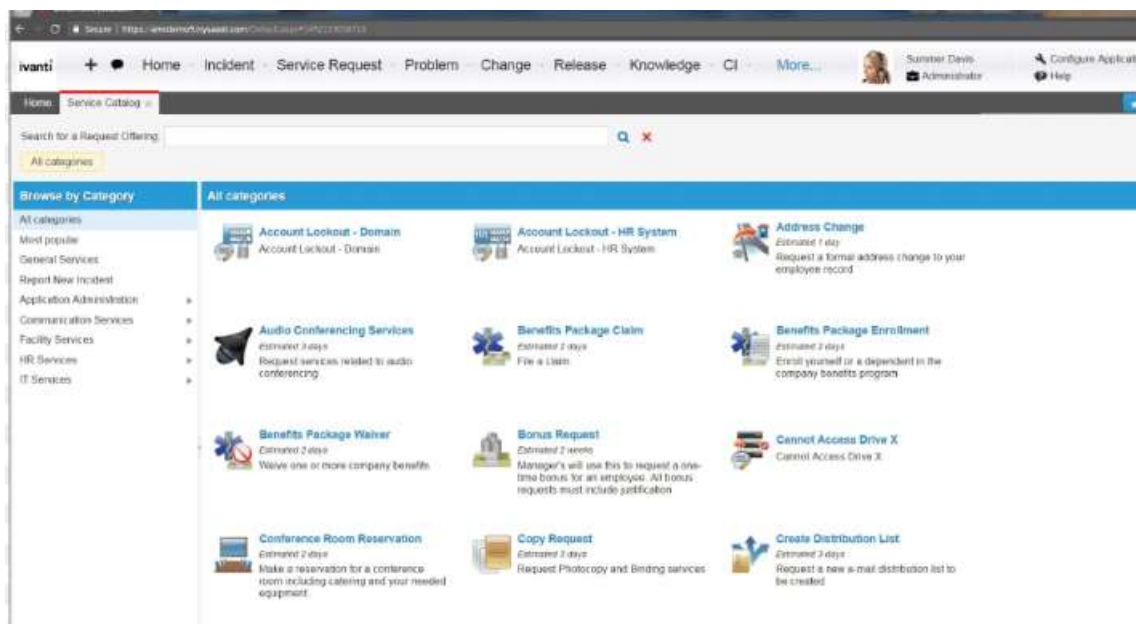 Secure
ivanti Home Incident Service Request Problem Change Release Knowledge CI More...
Summer Davis
Administrator
Configure Applicati
Help
Home Service Catalog
Search for a Request Offering:
All categories
Browse by Category
All categories
Most popular
General Services
Report New Incident
Application Administration
Communication Services
Facility Services
HR Services
IT Services
All categories
Account Lockout - Domain
Account Lockout - Domain
Account Lockout - HR System
Account Lockout - HR System
Address Change
Estimated 1 day
Request a formal address change to your
employee record
Audio Conferencing Services
Estimated 3 days
Request services related to audio
conferencing
Benefits Package Claim
Estimated 2 days
File a claim
Benefits Package Enrollment
Estimated 2 days
Enroll yourself or a dependent in the
company benefits program
Benefits Package Waiver
Estimated 2 days
Waive one or more company benefits
Bonus Request
Estimated 2 weeks
Manager's will use this to request a one-
time bonus for an employee. All bonus
requests must include justification
Cannot Access Drive X
Cannot Access Drive X
Conference Room Reservation
Estimated 2 days
Make a reservation for a conference
room including catering and your needed
equipment.
Copy Request
Estimated 3 days
Request Photocopy and Binding services
Create Distribution List
Estimated 3 days
Request a new e-mail distribution list to
be created